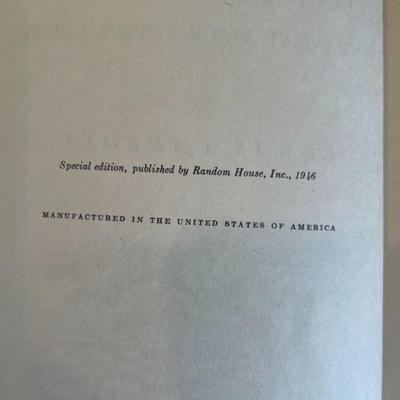 Special edition, published by Random House, Inc., 1946
MANUFACTURED IN THE UNITED STATES OF AMERICA